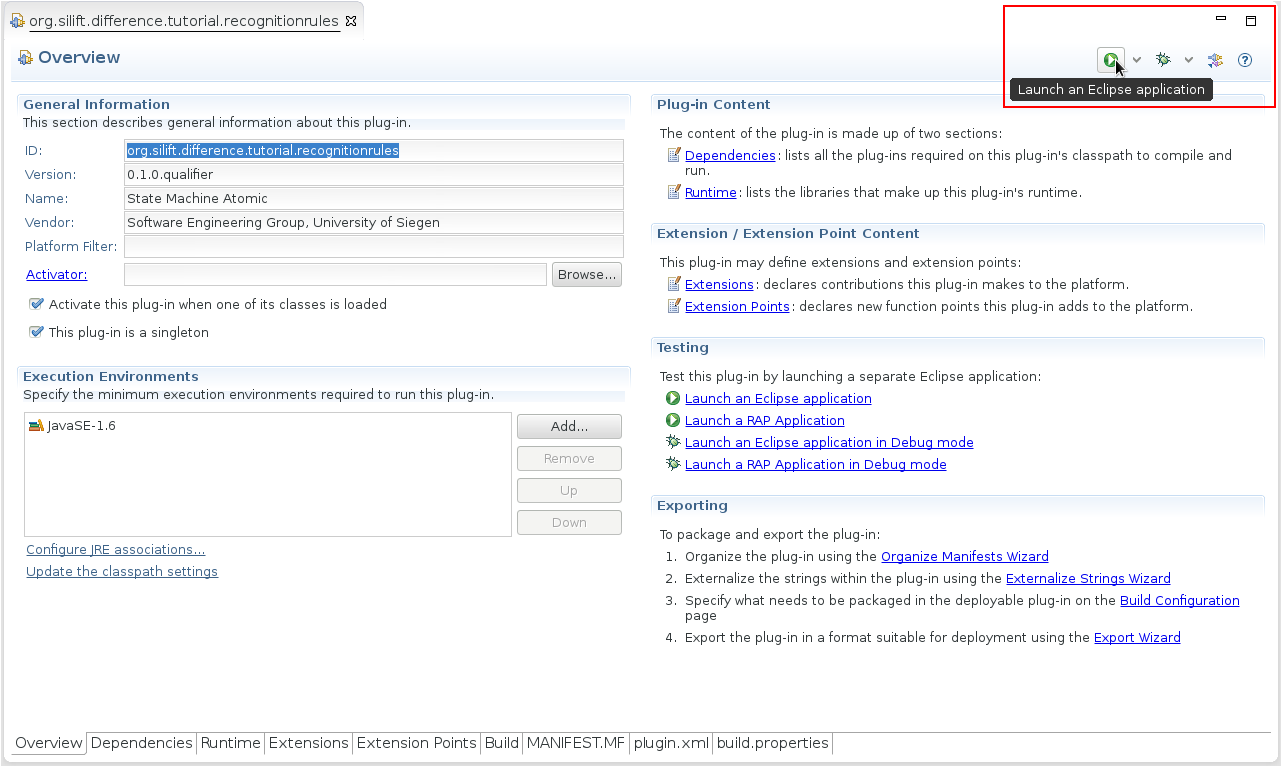 org.silift.difference.tutorial.recognitionrules
Overview
Launch an Eclipse application
General Information
This section describes general information about this plug-in.
ID:
org.silift.difference.tutorial.recognitionrules
Version:
0.1.0.qualifier
Name:
State Machine Atomic
Vendor:
Software Engineering Group, University of Siegen
Platform Filter:
Activator:
Browse...
Activate this plug-in when one of its classes is loaded
This plug-in is a singleton
Execution Environments
Specify the minimum execution environments required to run this plug-in.
JavaSE-1.6
Add...
Remove
Up
Down
Configure JRE associations...
Update the classpath settings
Plug-in Content
The content of the plug-in is made up of two sections:
Dependencies: lists all the plug-ins required on this plug-in's classpath to compile and
run.
Runtime: lists the libraries that make up this plug-in's runtime.
Extension / Extension Point Content
This plug-in may define extensions and extension points:
Extensions: declares contributions this plug-in makes to the platform.
Extension Points: declares new function points this plug-in adds to the platform.
Testing
Test this plug-in by launching a separate Eclipse application:
Launch an Eclipse application
Launch a RAP Application
Launch an Eclipse application in Debug mode
Launch a RAP Application in Debug mode
Exporting
To package and export the plug-in:
1. Organize the plug-in using the Organize Manifests Wizard
2. Externalize the strings within the plug-in using the Externalize Strings Wizard
3. Specify what needs to be packaged in the deployable plug-in on the Build Configuration
page
4. Export the plug-in in a format suitable for deployment using the Export Wizard
Overview Dependencies Runtime Extensions Extension Points Build MANIFEST.MF plugin.xml build.properties